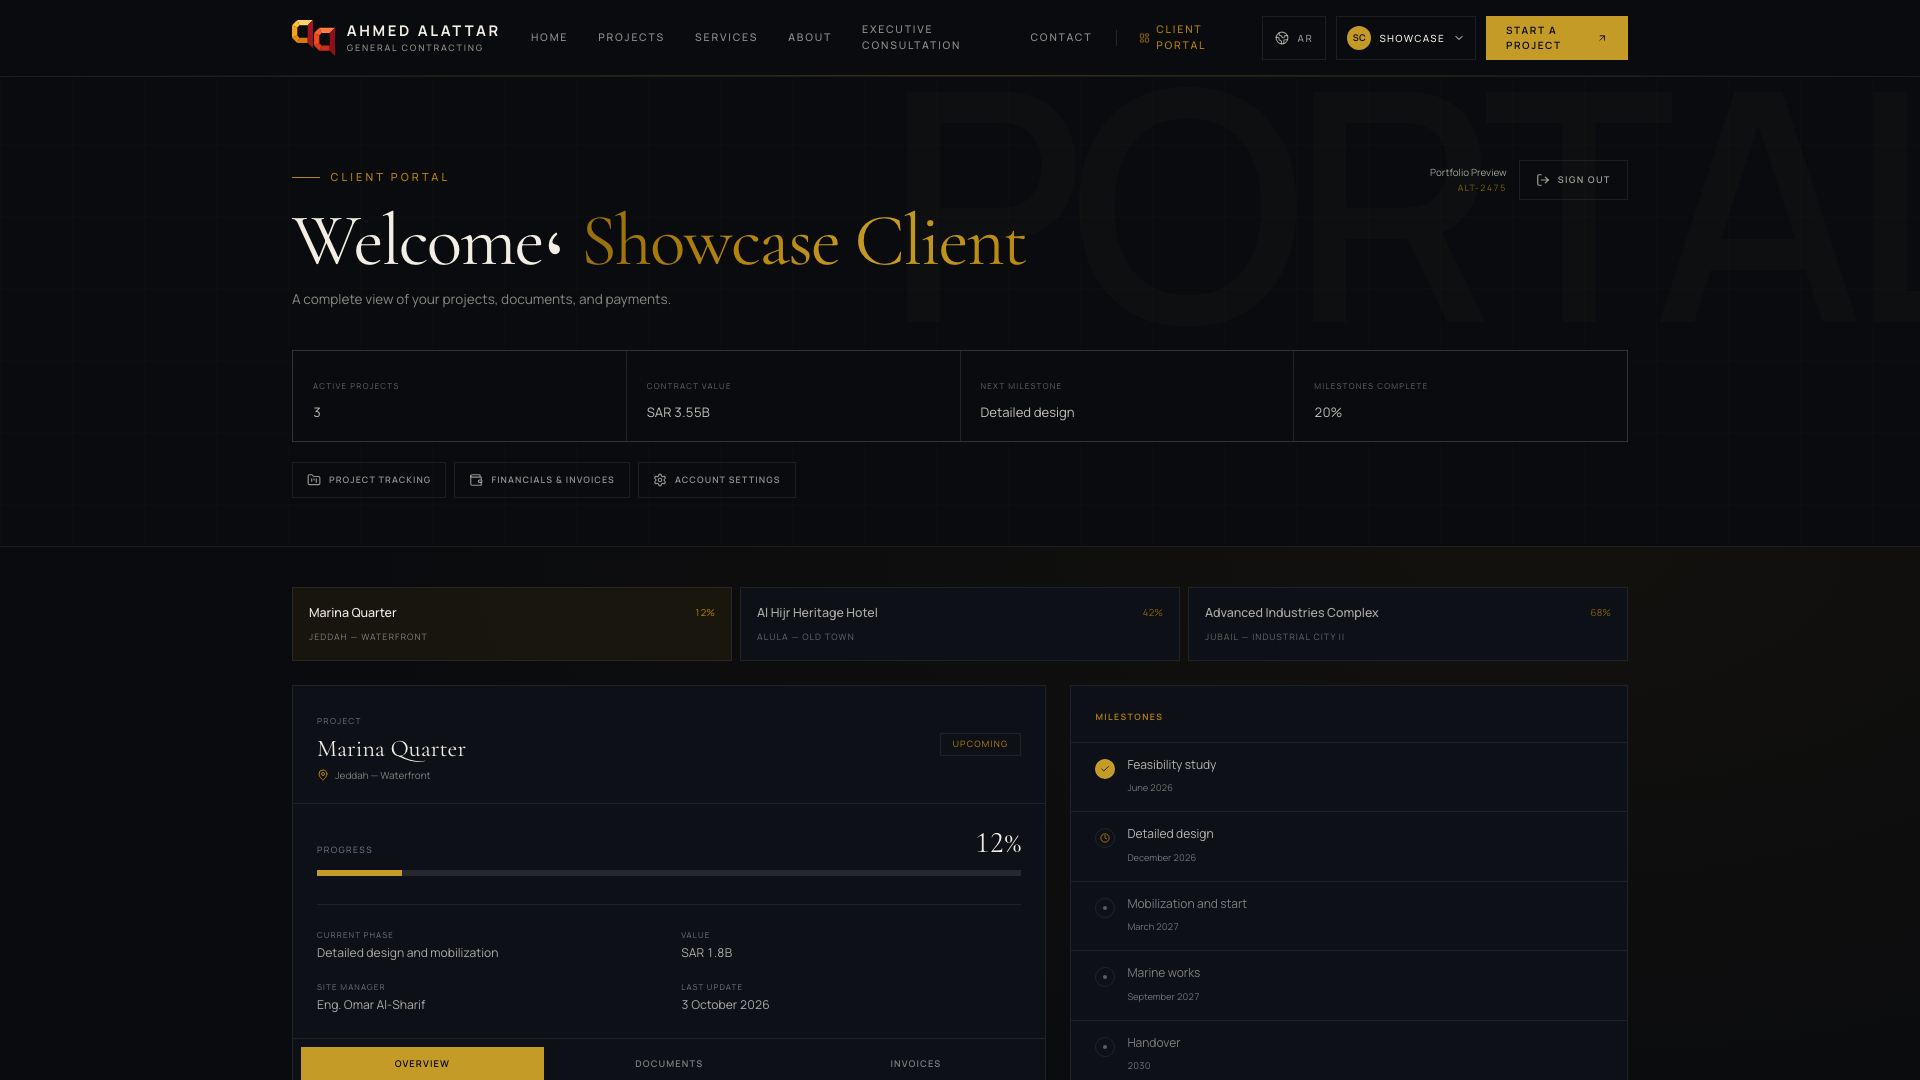 AHMED ALATTAR
GENERAL CONTRACTING
HOME
PROJECTS
SERVICES
ABOUT
EXECUTIVE
CONSULTATION
CONTACT
CLIENT
PORTAL
AR
SC
SHOWCASE
START A
PROJECT
PORTAL
CLIENT PORTAL
Portfolio Preview
ALT-2475
SIGN OUT
Welcome، Showcase Client
A complete view of your projects, documents, and payments.
ACTIVE PROJECTS
3
CONTRACT VALUE
SAR 3.55B
NEXT MILESTONE
Detailed design
MILESTONES COMPLETE
20%
PROJECT TRACKING
FINANCIALS & INVOICES
ACCOUNT SETTINGS
Marina Quarter
12%
JEDDAH — WATERFRONT
Al Hijr Heritage Hotel
42%
ALULA — OLD TOWN
Advanced Industries Complex
68%
JUBAIL — INDUSTRIAL CITY II
PROJECT
Marina Quarter
UPCOMING
Jeddah — Waterfront
PROGRESS
12%
CURRENT PHASE
Detailed design and mobilization
VALUE
SAR 1.8B
SITE MANAGER
Eng. Omar Al-Sharif
LAST UPDATE
3 October 2026
OVERVIEW
DOCUMENTS
INVOICES
MILESTONES
Feasibility study
June 2026
Detailed design
December 2026
Mobilization and start
March 2027
Marine works
September 2027
Handover
2030